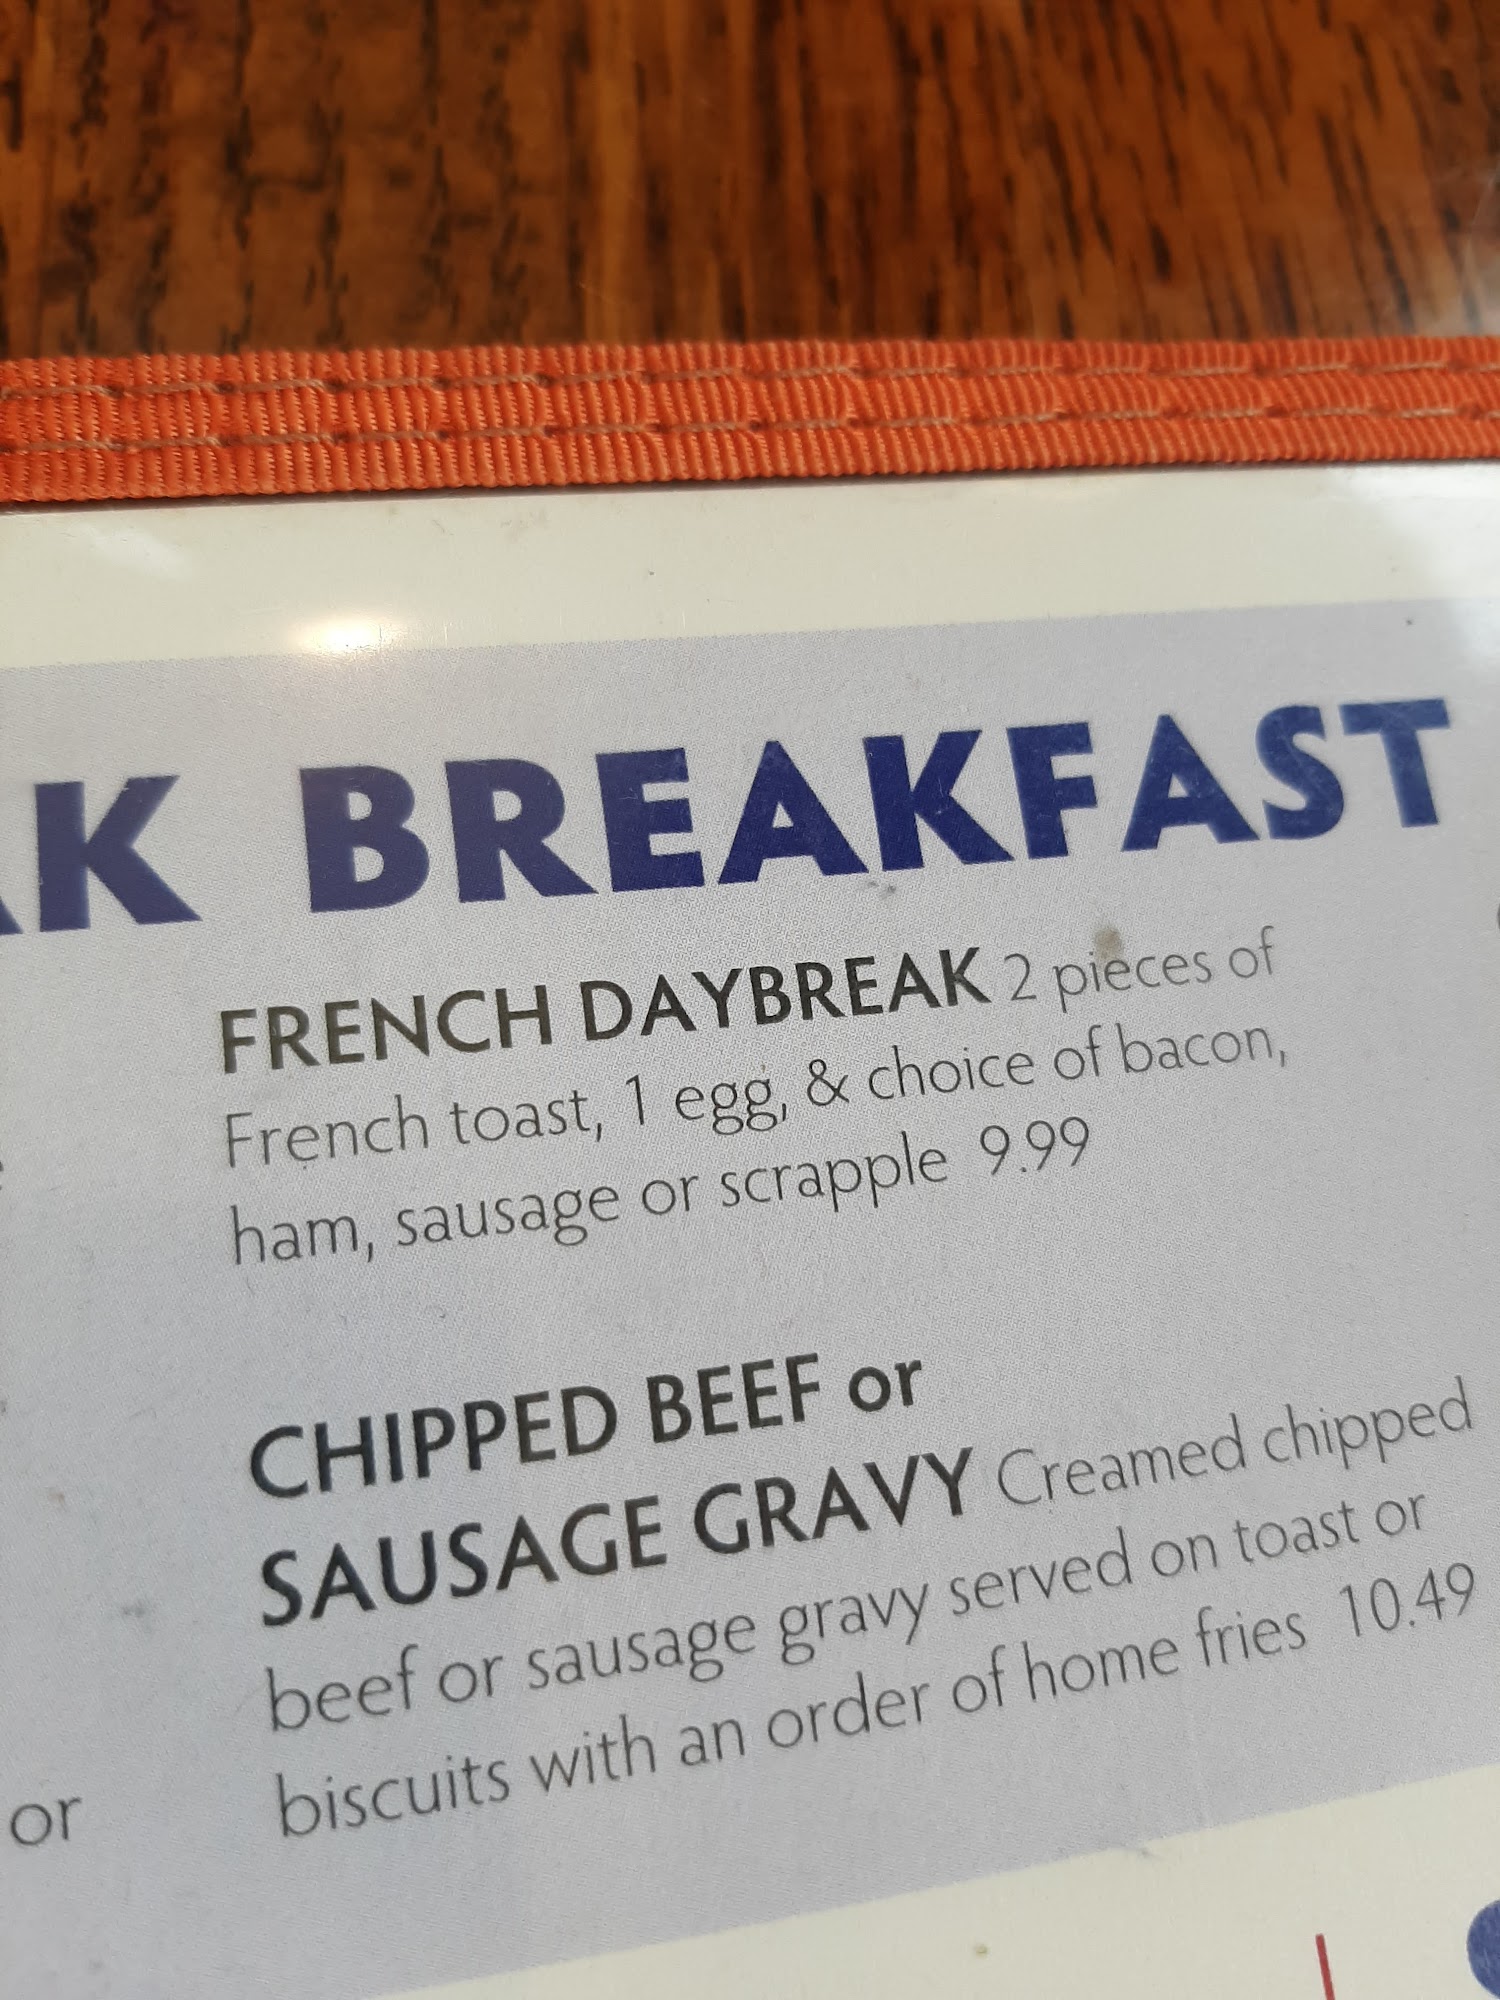 AK BREAKFAST
FRENCH DAYBREAK 2 pieces of
French toast, 1 egg, & choice of bacon,
ham, sausage or scrapple 9.99
CHIPPED BEEF or
SAUSAGE GRAVY Creamed chipped
beef or sausage gravy served on toast or
biscuits with an order of home fries 10.49
or